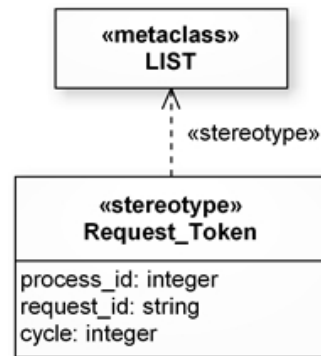 «metaclass»
LIST
«stereotype»
«stereotype»
Request_Token
process_id: integer
request_id: string
cycle: integer